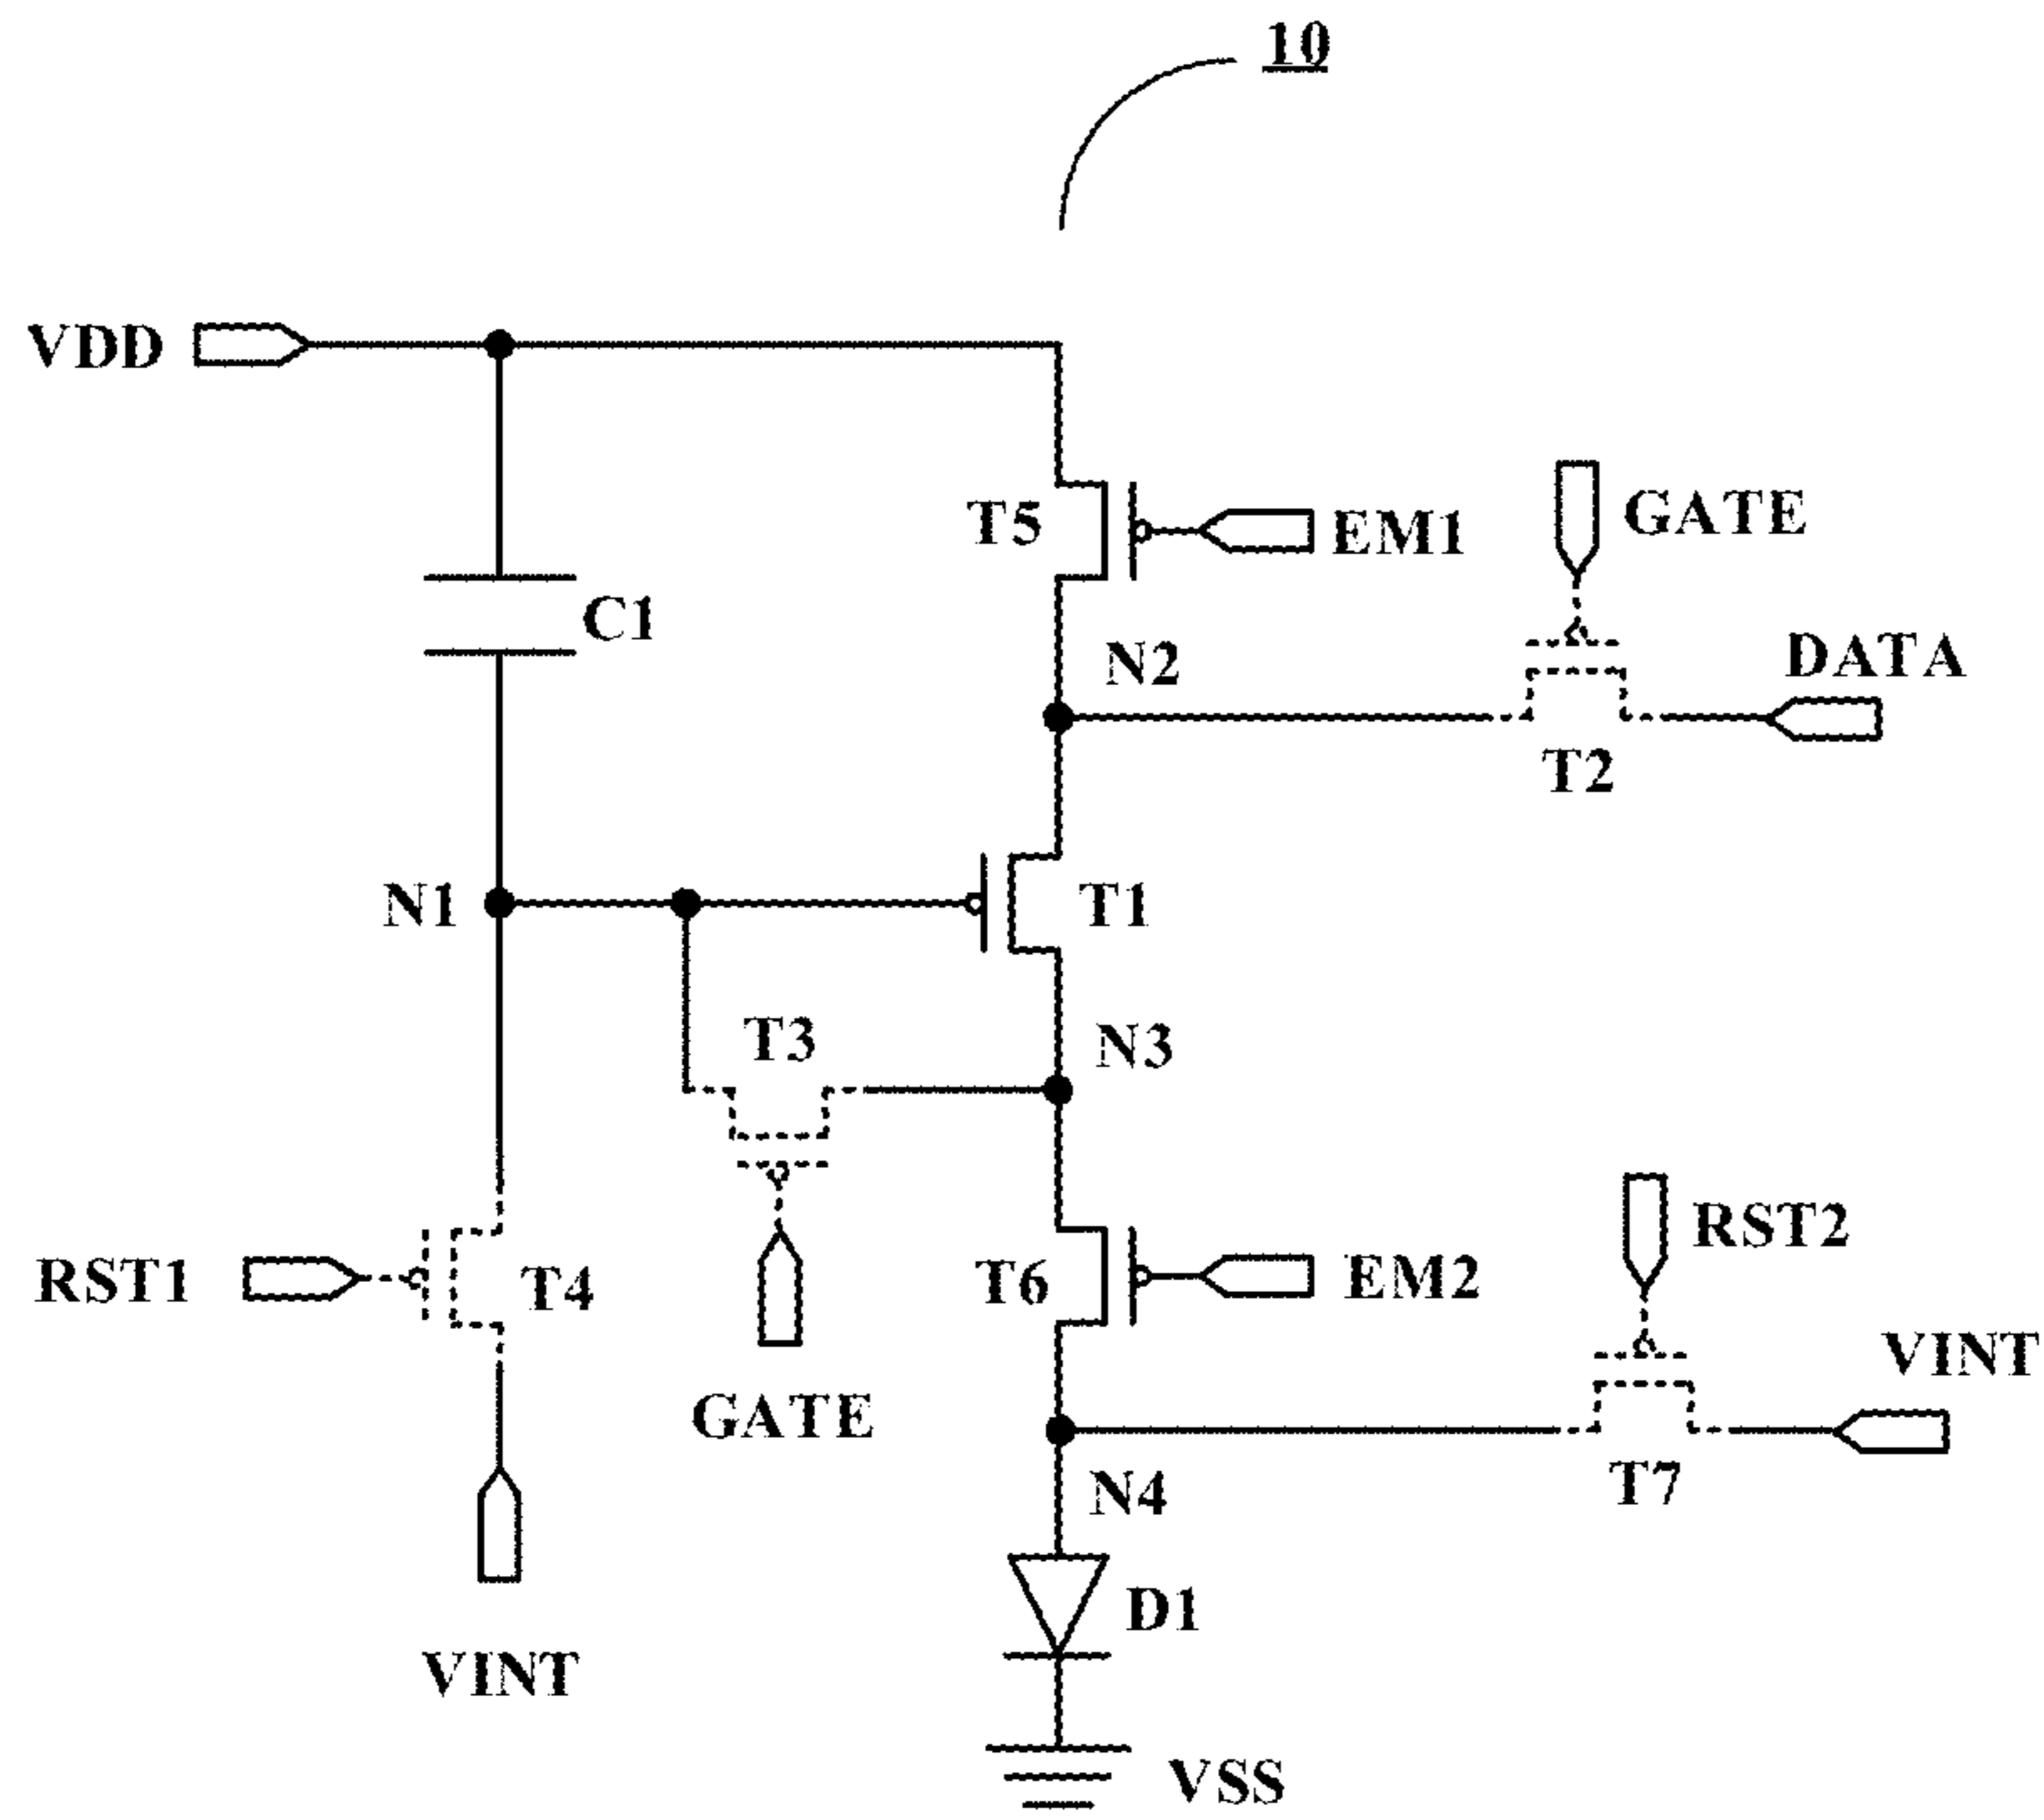 10
VDD
T5
EM1
GATE
C1
N2
DATA
T2
N1
T1
T3
N3
RST1
T4
T6
EM2
RST2
GATE
VINT
N4
T7
D1
VINT
VSS